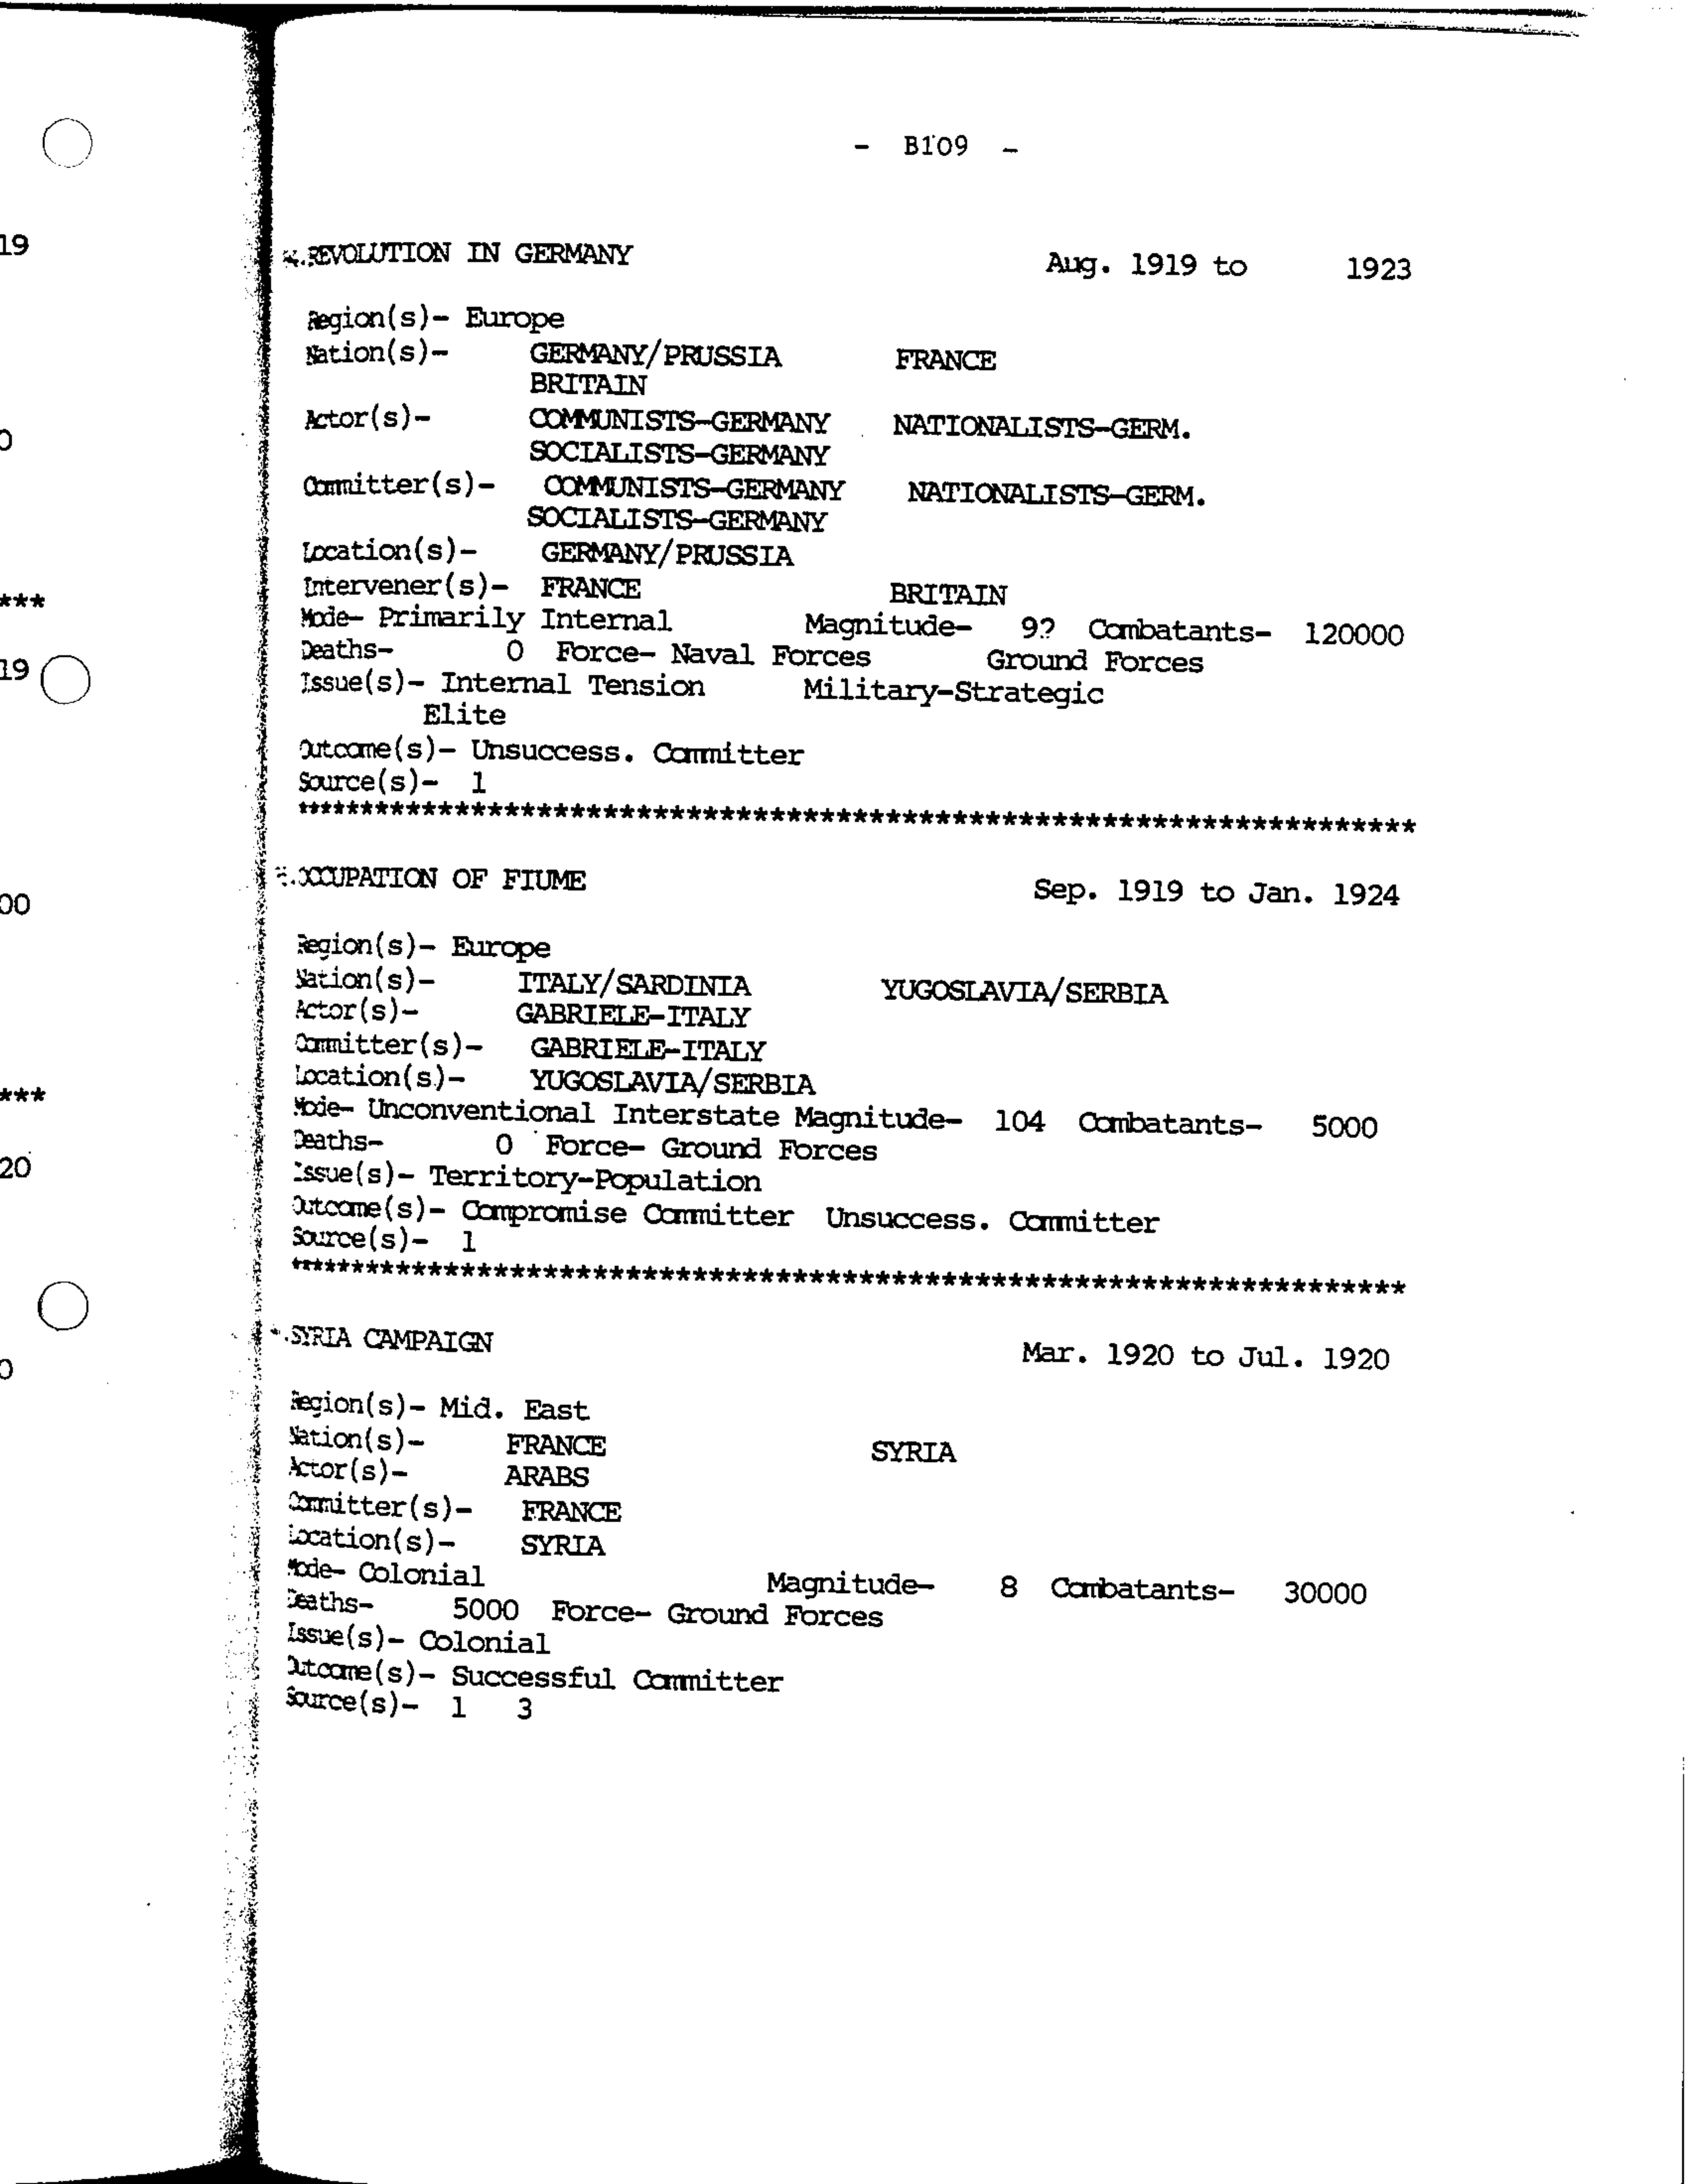 - B109 -
19
REVOLUTION IN GERMANY Aug. 1919 to 1923
Region(s)- Europe
Nation(s)- GERMANY/PRUSSIA FRANCE
BRITAIN
Actor(s)- COMMUNISTS-GERMANY NATIONALISTS-GERM.
0
SOCIALISTS-GERMANY
Committer(s)- COMMUNISTS-GERMANY NATIONALISTS-GERM.
SOCIALISTS-GERMANY
Location(s)- GERMANY/PRUSSIA
Intervener(s)- FRANCE BRITAIN
***
Mode- Primarily Internal Magnitude- 9? Combatants- 120000
Deaths- 0 Force- Naval Forces Ground Forces
19
Issue(s)- Internal Tension Military-Strategic
Elite
Outcome(s)- Unsuccess. Committer
Source(s)- 1
******************************************************************************
OCCUPATION OF FIUME Sep. 1919 to Jan. 1924
00
Region(s)- Europe
Nation(s)- ITALY/SARDINIA YUGOSLAVIA/SERBIA
Actor(s)- GABRIELE-ITALY
Committer(s)- GABRIELE-ITALY
Location(s)- YUGOSLAVIA/SERBIA
***
Mode- Unconventional Interstate Magnitude- 104 Combatants- 5000
Deaths- 0 Force- Ground Forces
20
Issue(s)- Territory-Population
Outcome(s)- Compromise Committer Unsuccess. Committer
Source(s)- 1
******************************************************************************
SYRIA CAMPAIGN Mar. 1920 to Jul. 1920
0
Region(s)- Mid. East
Nation(s)- FRANCE SYRIA
Actor(s)- ARABS
Committer(s)- FRANCE
Location(s)- SYRIA
Mode- Colonial Magnitude- 8 Combatants- 30000
Deaths- 5000 Force- Ground Forces
Issue(s)- Colonial
Outcome(s)- Successful Committer
Source(s)- 1 3